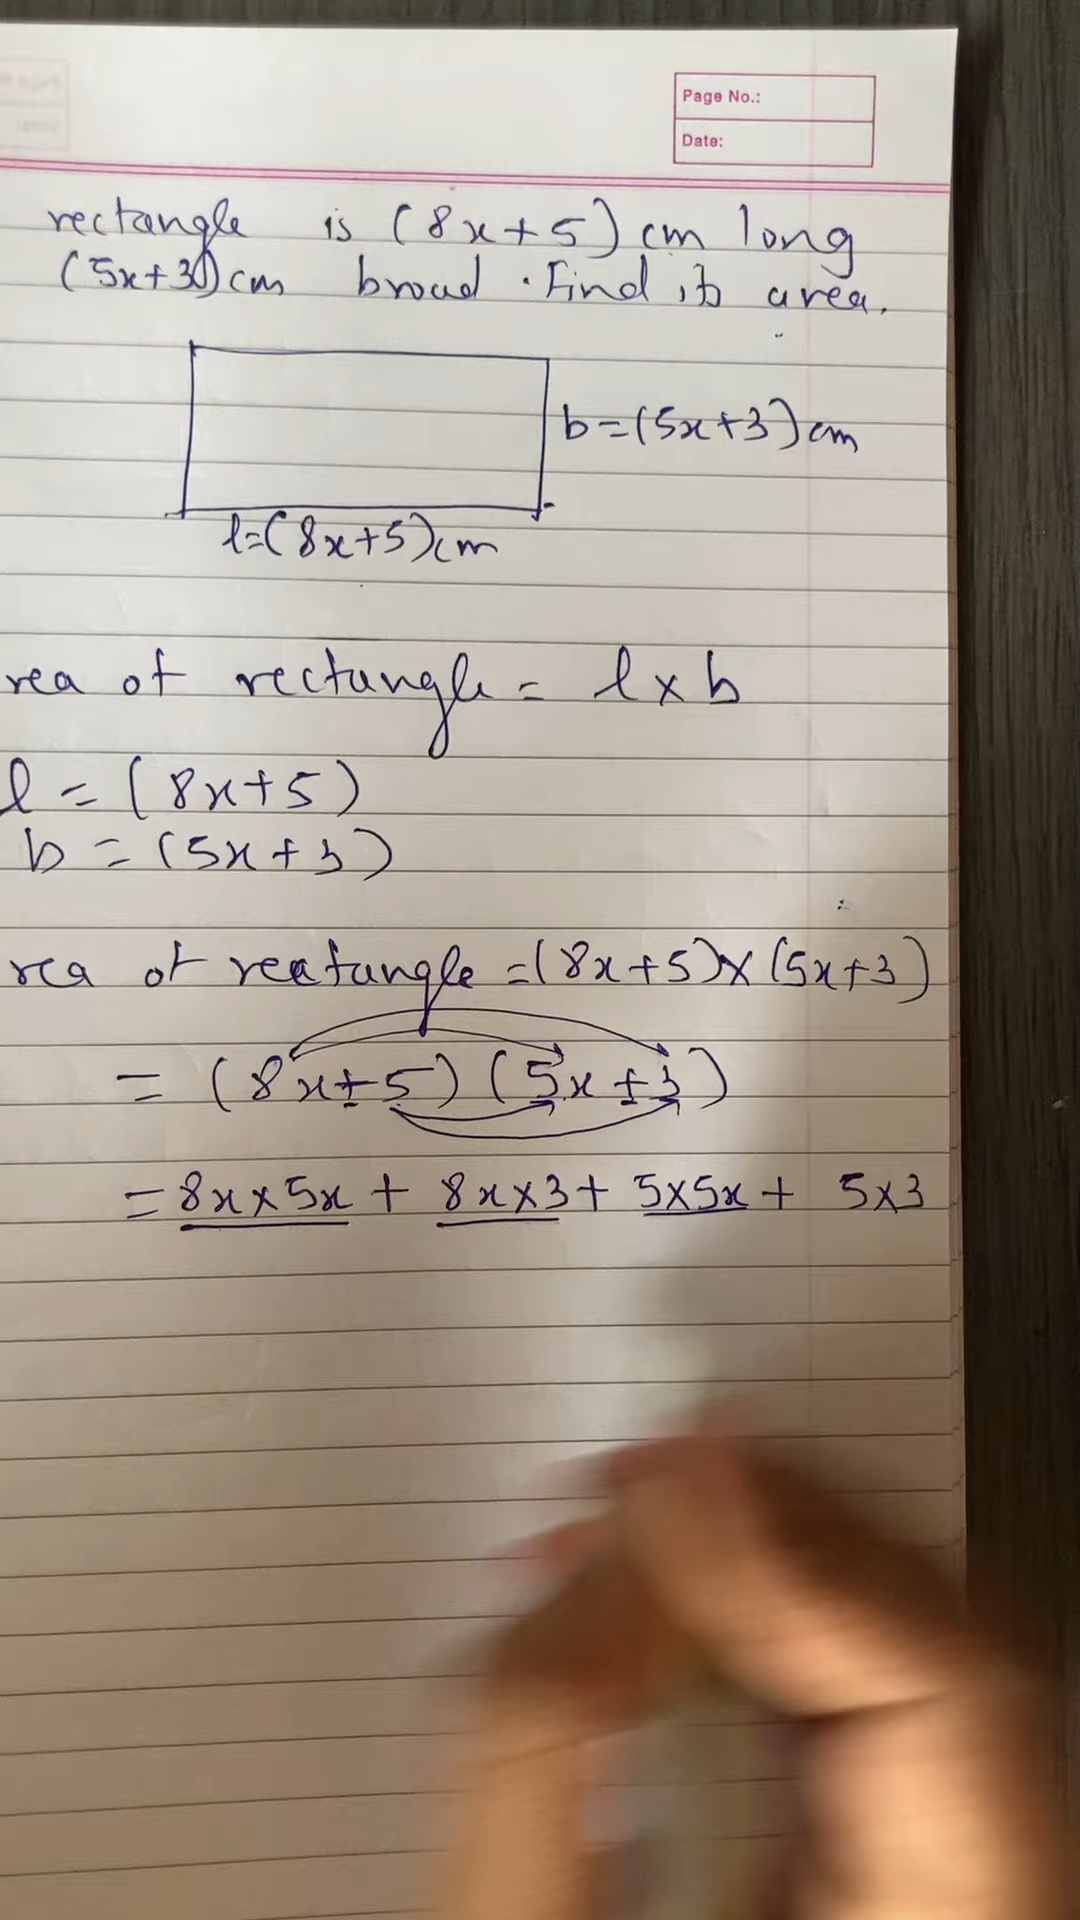 Page No.:
Date:
rectangle is (8x+5) cm long
(5x+3) cm broad. Find its area.
b=(5x+3) cm
l=(8x+5) cm
rea of rectangle = l x b
l = (8x+5)
b = (5x+3)
rea of rectangle =(8x+5)×(5x+3)
= (8x+5) (5x+3)
= 8x×5x + 8x×3+ 5×5x+ 5×3